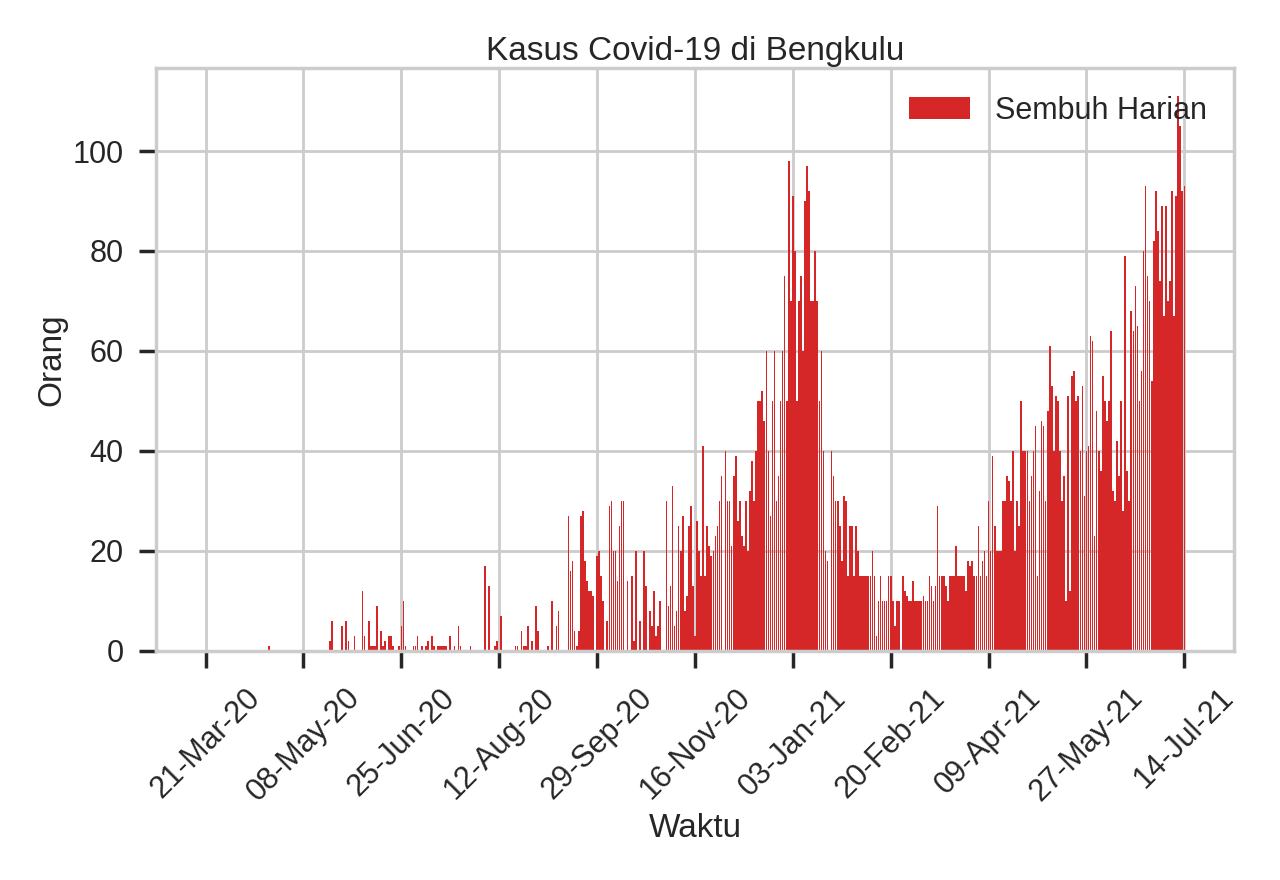 Kasus Covid-19 di Bengkulu
Sembuh Harian
100
80
60
40
20
0
Orang
21-Mar-20
08-May-20
25-Jun-20
12-Aug-20
29-Sep-20
16-Nov-20
03-Jan-21
20-Feb-21
09-Apr-21
27-May-21
14-Jul-21
Waktu